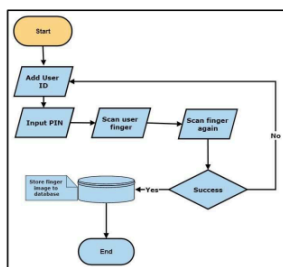 Start
Add User
ID
Input PIN
Scan user
finger
Scan finger
again
No
Success
Yes
Store finger
image to
database
End